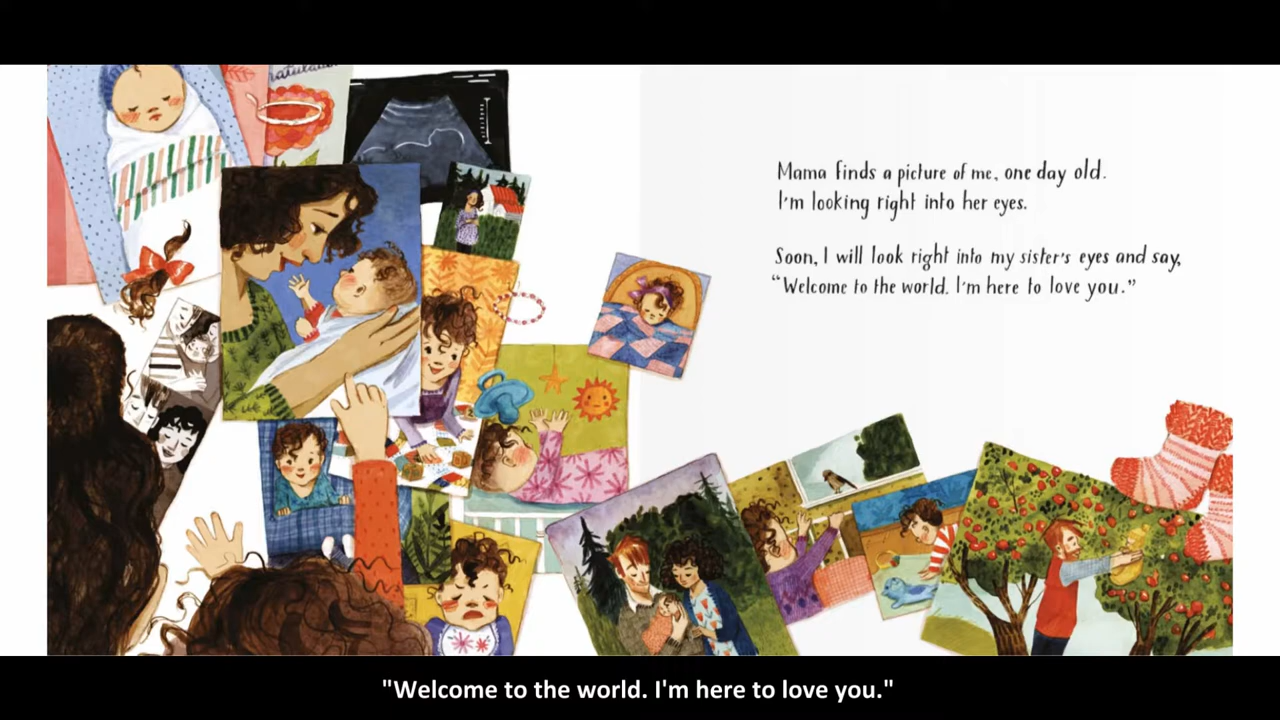 Mama finds a picture of me, one day old.
I'm looking right into her eyes.
Soon, I will look right into my sister's eyes and say,
"Welcome to the world. I'm here to love you."
"Welcome to the world. I'm here to love you."